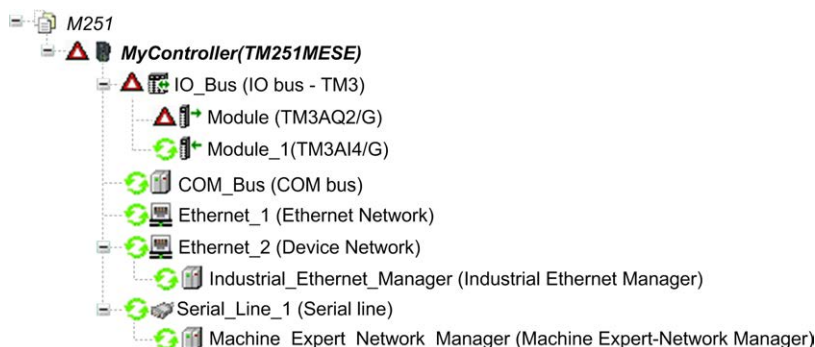 M251
MyController(TM251MESE)
IO_Bus (IO bus - TM3)
Module (TM3AQ2/G)
Module_1(TM3AI4/G)
COM_Bus (COM bus)
Ethernet_1 (Ethernet Network)
Ethernet_2 (Device Network)
Industrial_Ethernet_Manager (Industrial Ethernet Manager)
Serial_Line_1 (Serial line)
Machine_Expert_Network_Manager (Machine Expert-Network Manager)